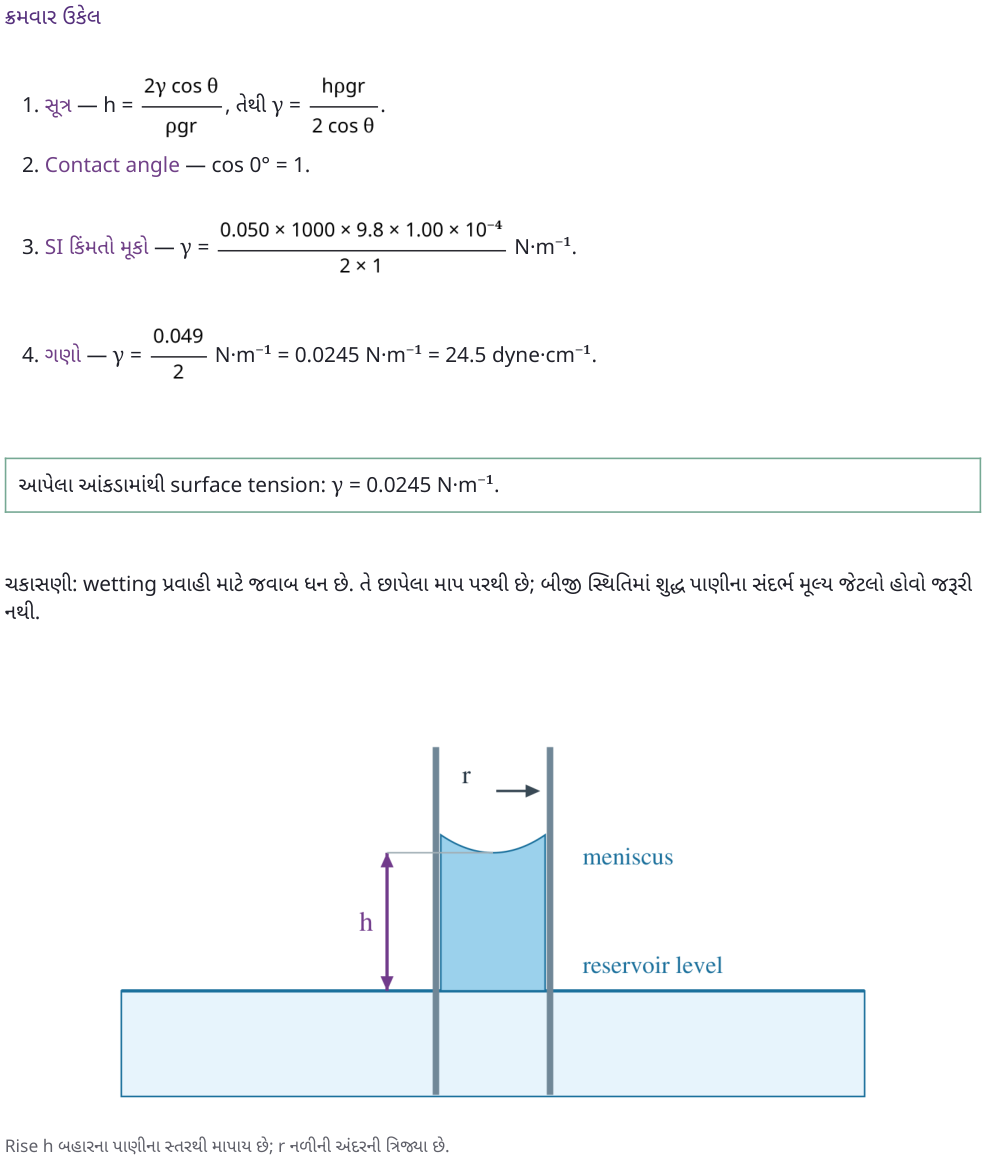 ક્રમવાર ઉકેલ
1. સૂત્ર — h = 2γ cos θ / ρgr, તેથી γ = hρgr / 2 cos θ.
2. Contact angle — cos 0° = 1.
3. SI કિંમતો મૂકો — γ = 0.050 × 1000 × 9.8 × 1.00 × 10⁻⁴ / 2 × 1 N·m⁻¹.
4. ગણો — γ = 0.049 / 2 N·m⁻¹ = 0.0245 N·m⁻¹ = 24.5 dyne·cm⁻¹.
આપેલા આંકડામાંથી surface tension: γ = 0.0245 N·m⁻¹.
ચકાસણી: wetting પ્રવાહી માટે જવાબ ધન છે. તે છાપેલા માપ પરથી છે; બીજી સ્થિતિમાં શુદ્ધ પાણીના સંદર્ભ મૂલ્ય જેટલો હોવો જરૂરી
નથી.
r
meniscus
h
reservoir level
Rise h બહારના પાણીના સ્તરથી માપાય છે; r નળીની અંદરની ત્રિજ્યા છે.